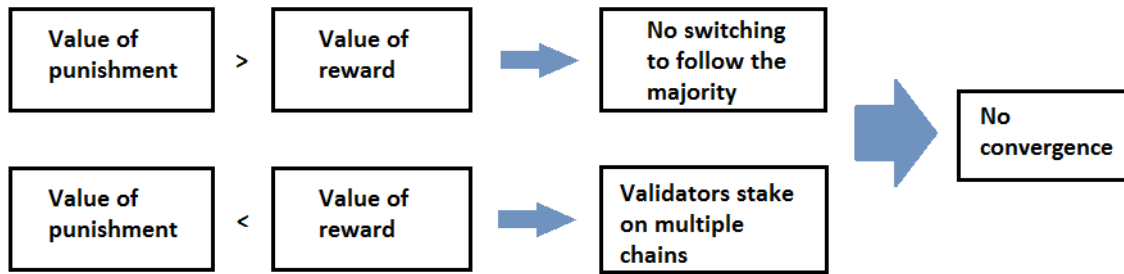 Value of
punishment
>
Value of
reward
No switching
to follow the
majority
No
convergence
Value of
punishment
<
Value of
reward
Validators stake
on multiple
chains